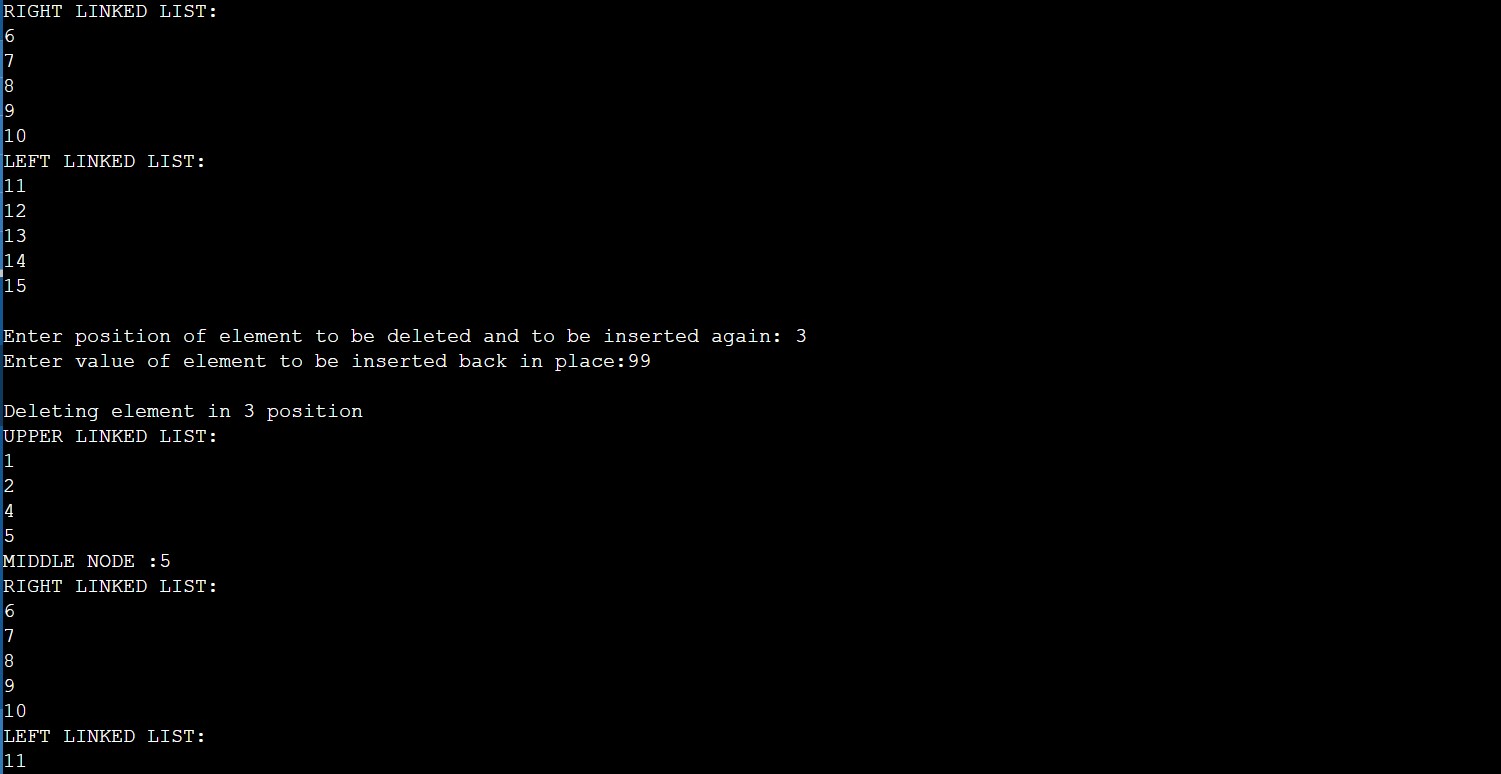 RIGHT LINKED LIST:
6
7
8
9
10
LEFT LINKED LIST:
11
12
13
14
15
Enter position of element to be deleted and to be inserted again: 3
Enter value of element to be inserted back in place:99
Deleting element in 3 position
UPPER LINKED LIST:
1
2
4
5
MIDDLE NODE :5
RIGHT LINKED LIST:
6
7
8
9
10
LEFT LINKED LIST:
11